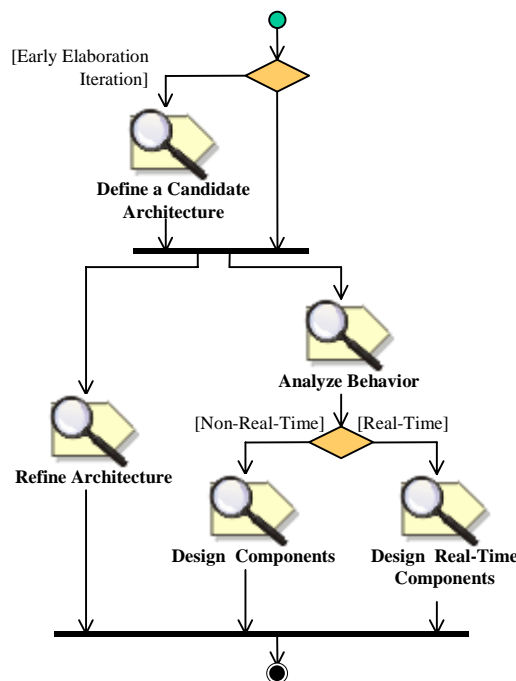 [Early Elaboration
Iteration]
Define a Candidate
Architecture
Analyze Behavior
[Non-Real-Time]
[Real-Time]
Refine Architecture
Design Components
Design Real-Time
Components